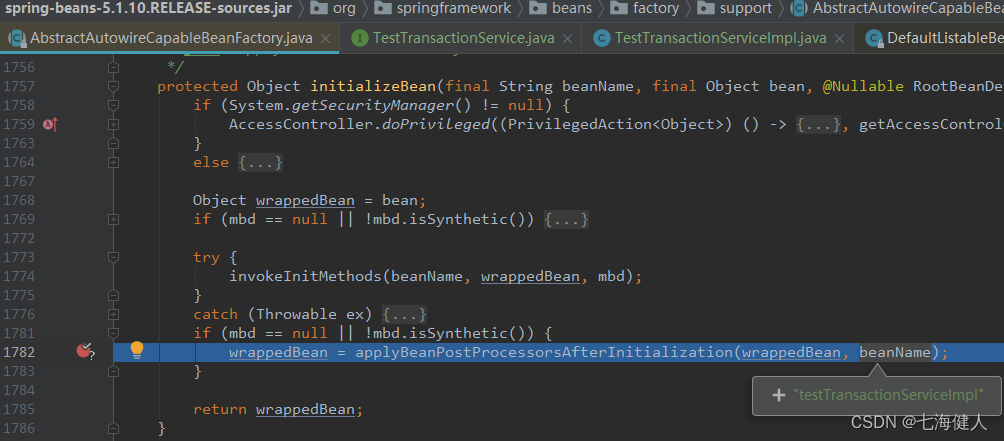 spring-beans-5.1.10.RELEASE-sources.jar org springframework beans factory support AbstractAutowireCapa
AbstractAutowireCapableBeanFactory.java TestTransactionService.java TestTransactionServiceImpl.java DefaultListableBe
1756 */
1757 protected Object initializeBean(final String beanName, final Object bean, @Nullable RootBeanDe
1758 if (System.getSecurityManager() != null) {
1759 AccessController.doPrivileged((PrivilegedAction<Object>) () -> {...}, getAccessControl
1763 }
1764 else {...}
1767
1768 Object wrappedBean = bean;
1769 if (mbd == null || !mbd.isSynthetic()) {...}
1772
1773 try {
1774 invokeInitMethods(beanName, wrappedBean, mbd);
1775 }
1776 catch (Throwable ex) {...}
1781 if (mbd == null || !mbd.isSynthetic()) {
1782 wrappedBean = applyBeanPostProcessorsAfterInitialization(wrappedBean, beanName);
1783 }
1784
1785 return wrappedBean;
1786 }
+ "testTransactionServiceImpl"
CSDN @七海健人